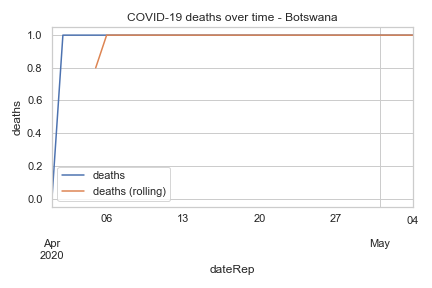 COVID-19 deaths over time - Botswana
1.0
0.8
0.6
0.4
0.2
0.0
deaths
deaths
deaths (rolling)
06
13
20
27
04
Apr
2020
May
dateRep